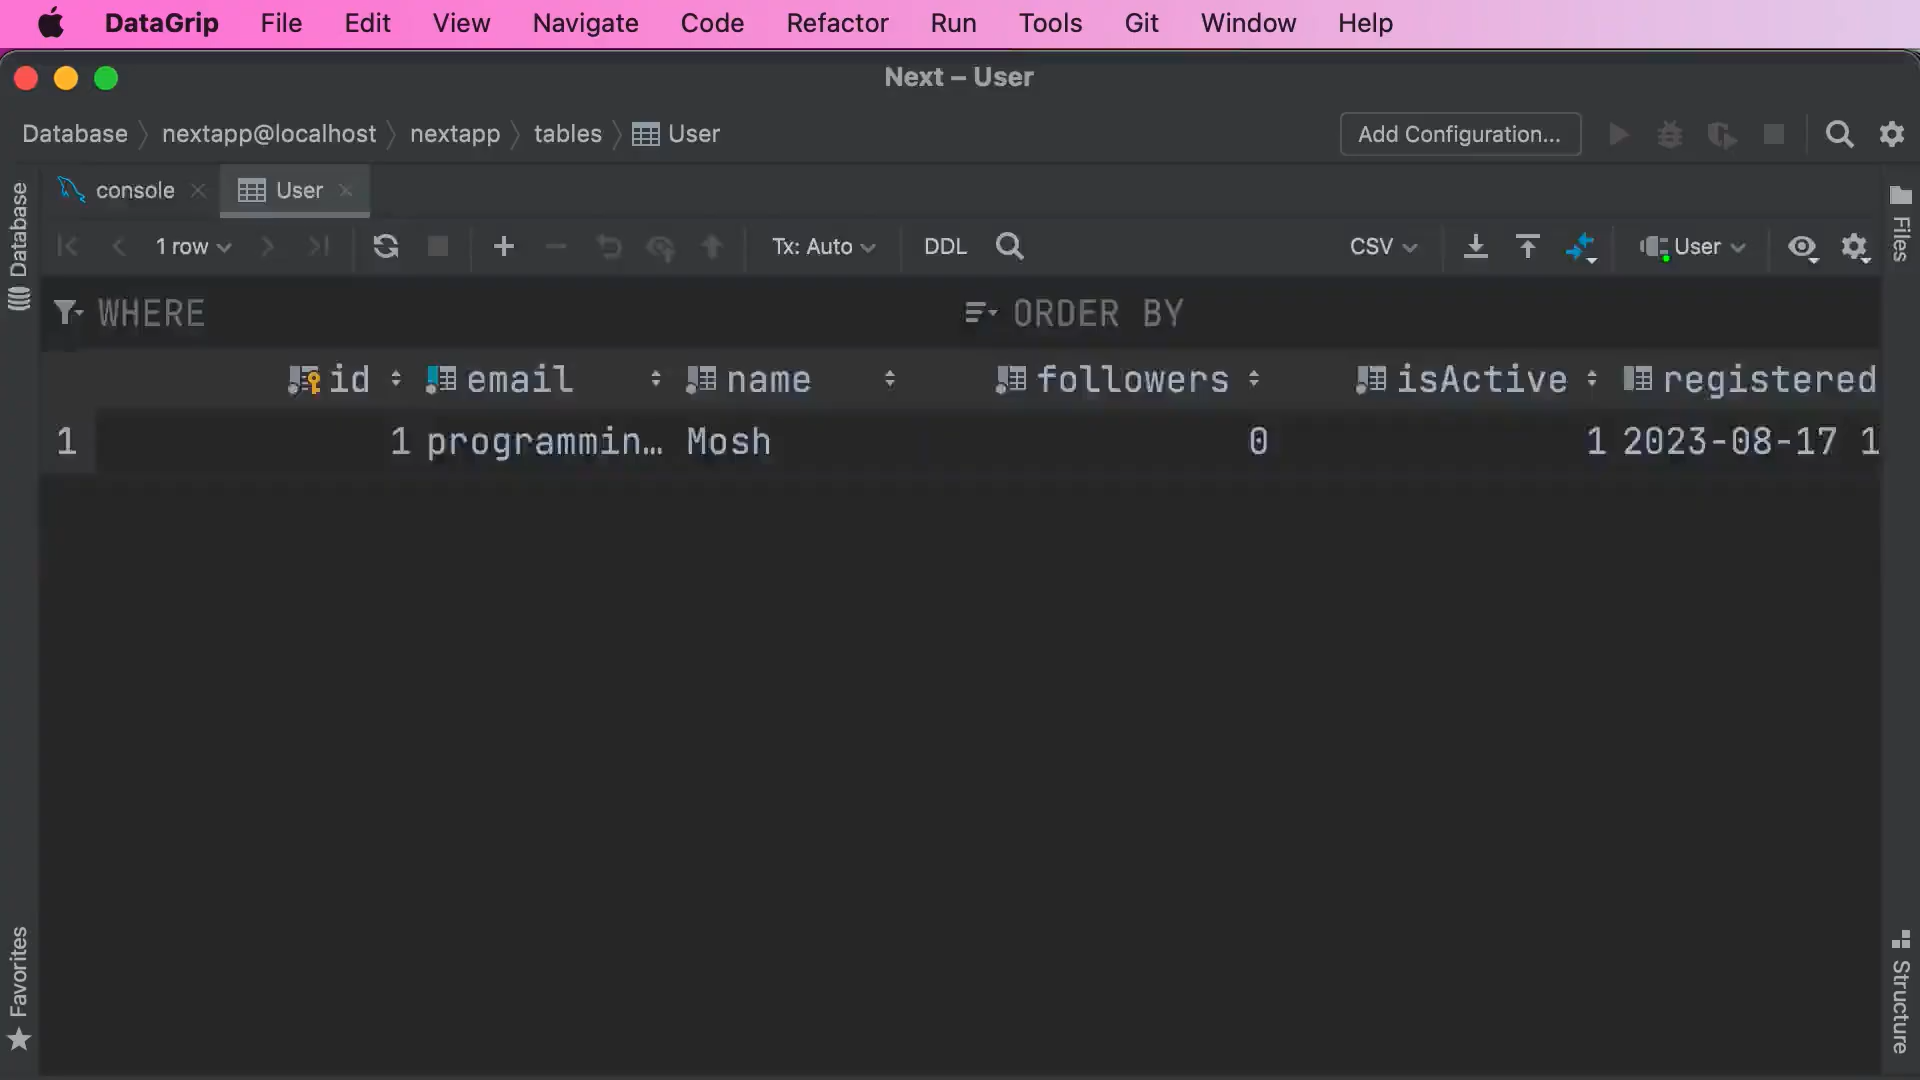 DataGrip File Edit View Navigate Code Refactor Run Tools Git Window Help
Next – User
Database nextapp@localhost nextapp tables User Add Configuration...
console User
1 row Tx: Auto DDL CSV User
WHERE ORDER BY
id email name followers isActive registered
1 1 programmin… Mosh 0 1 2023-08-17 1
Database
Favorites
Files
Structure